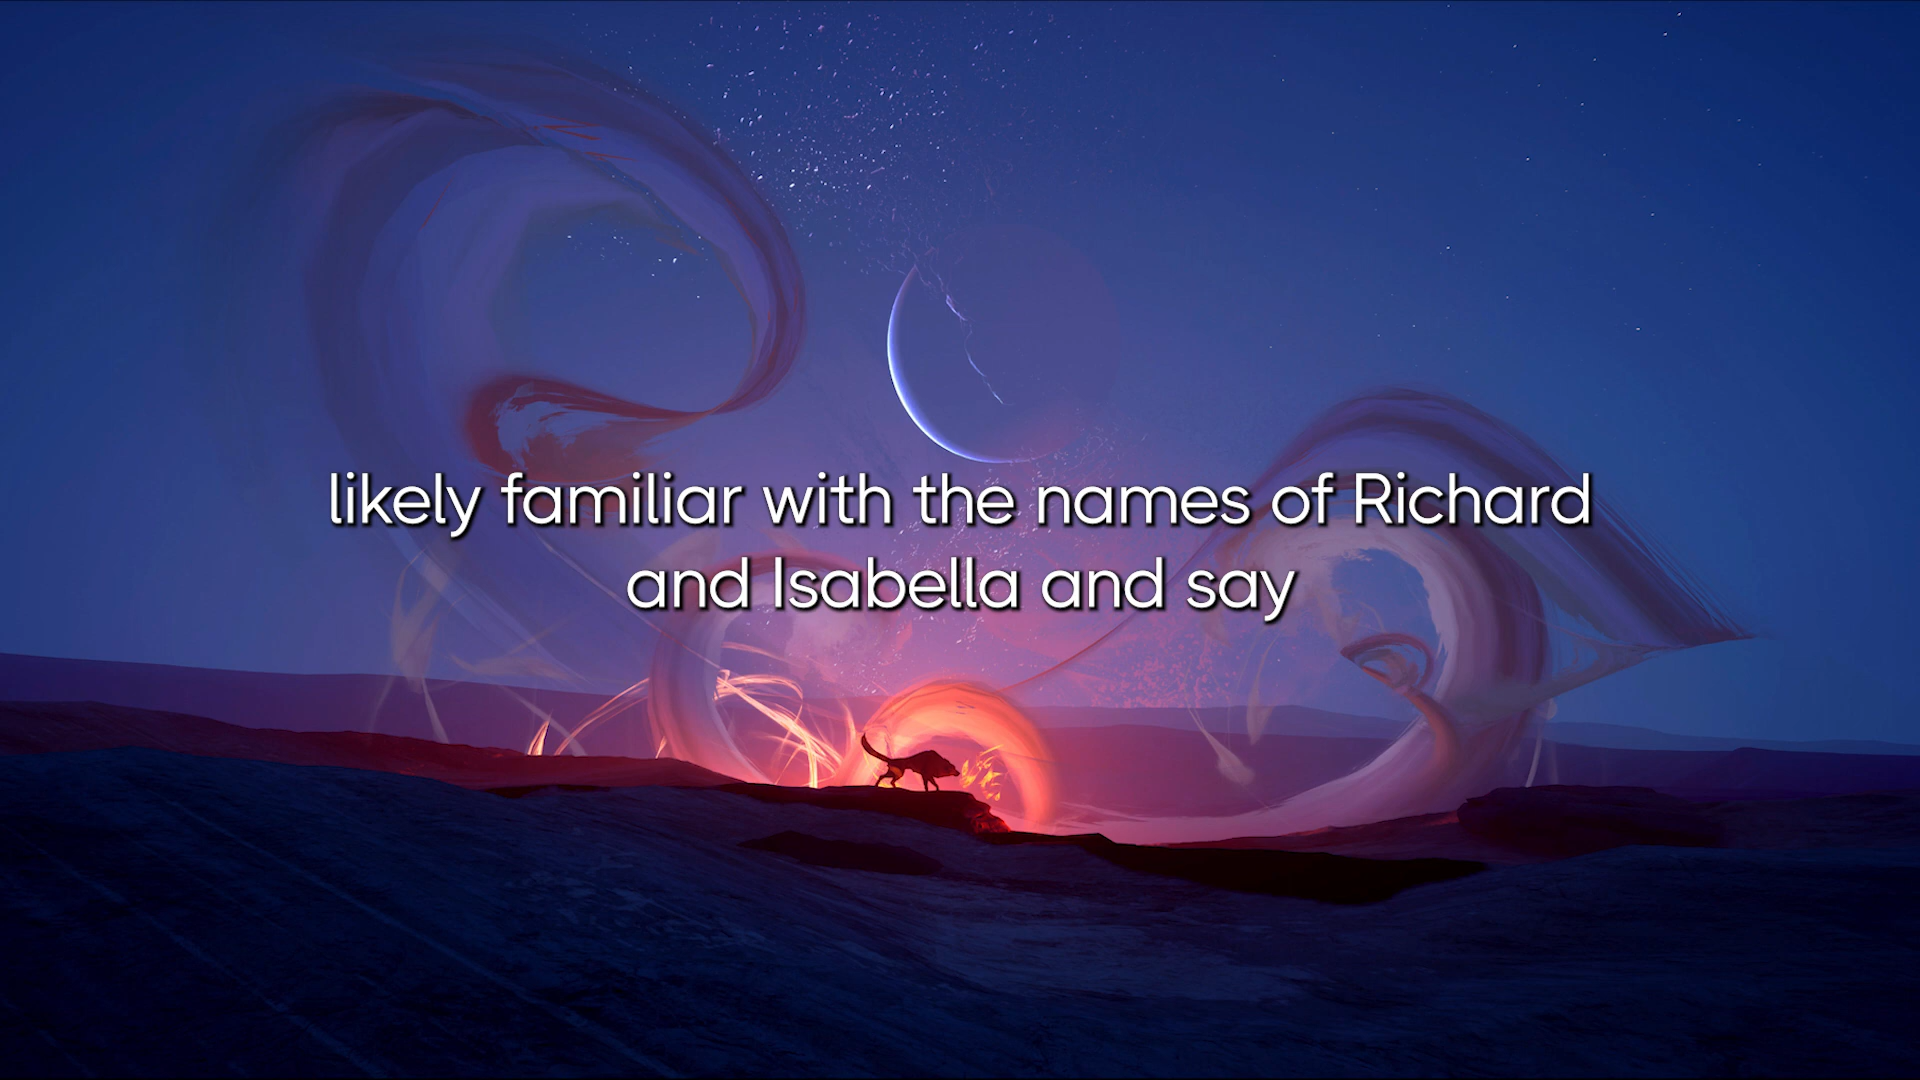 likely familiar with the names of Richard
and Isabella and say